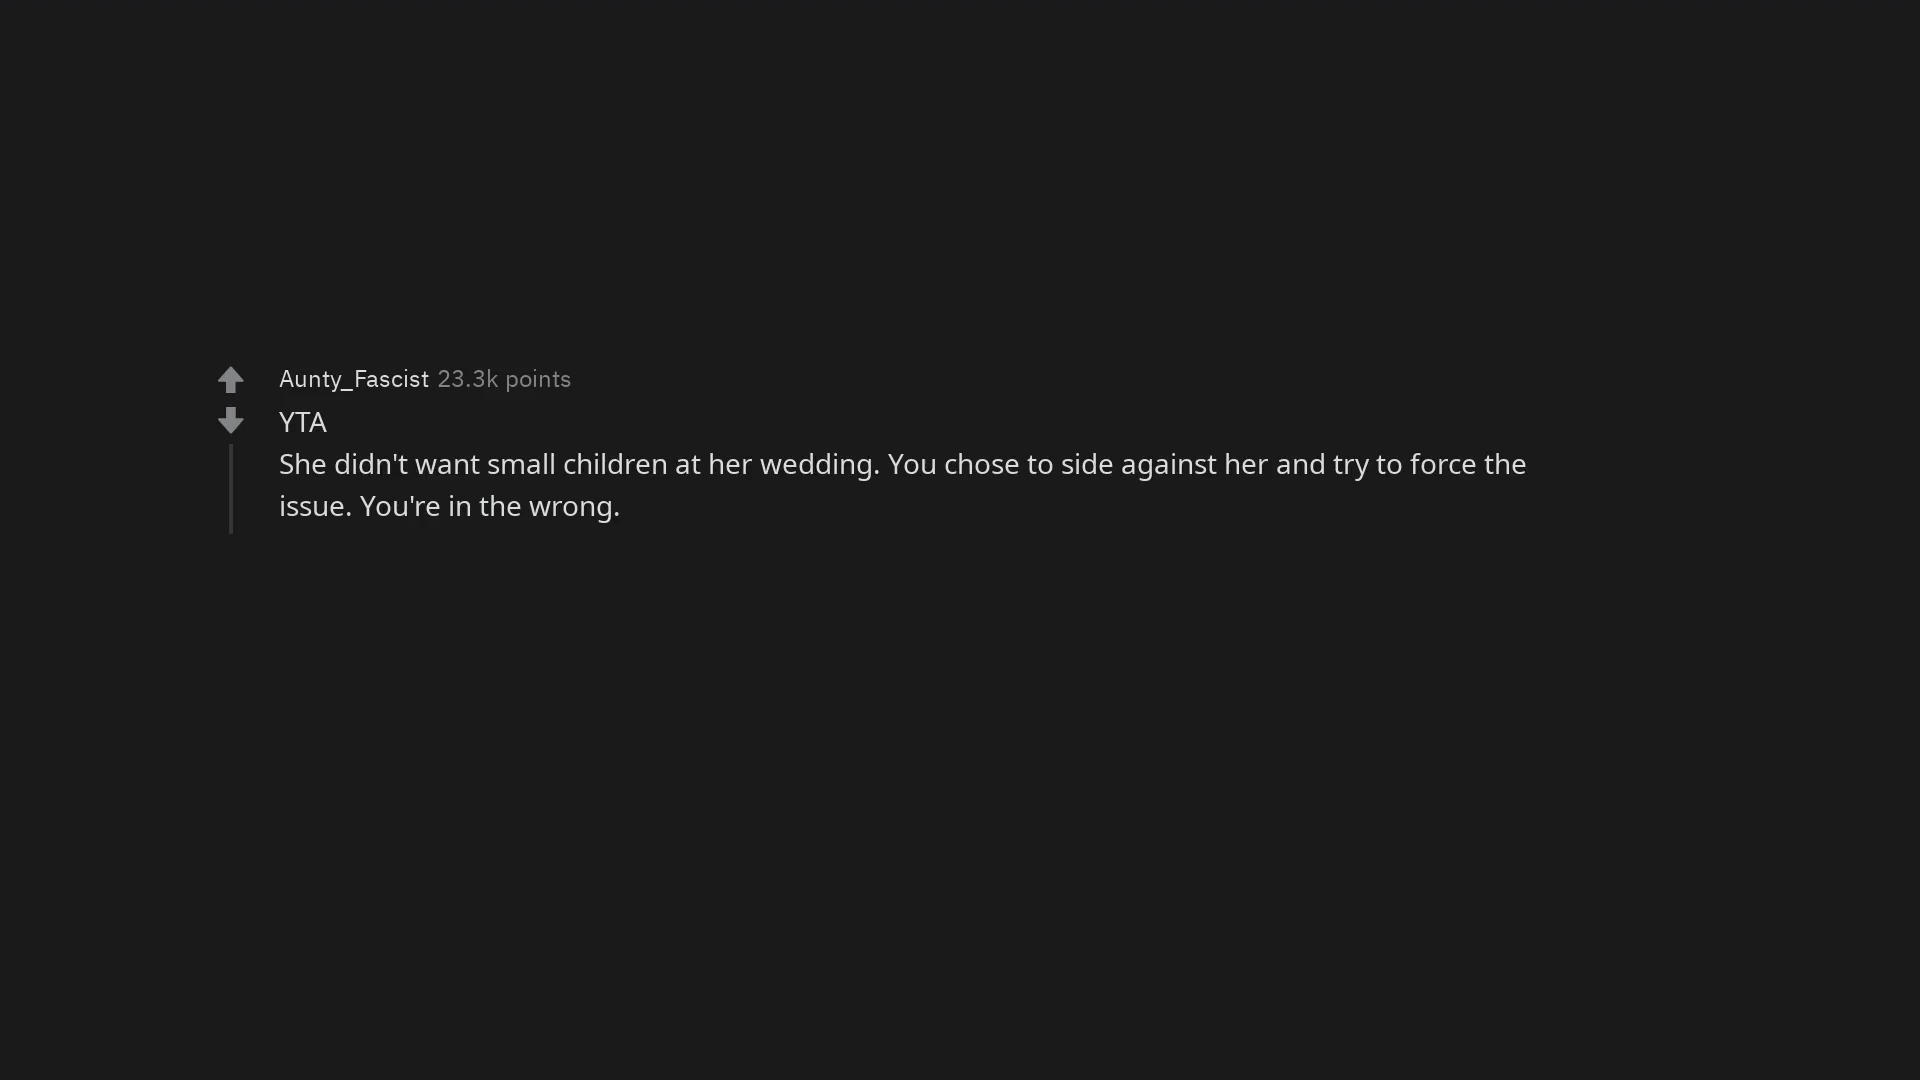 Aunty_Fascist 23.3k points
YTA
She didn't want small children at her wedding. You chose to side against her and try to force the
issue. You're in the wrong.